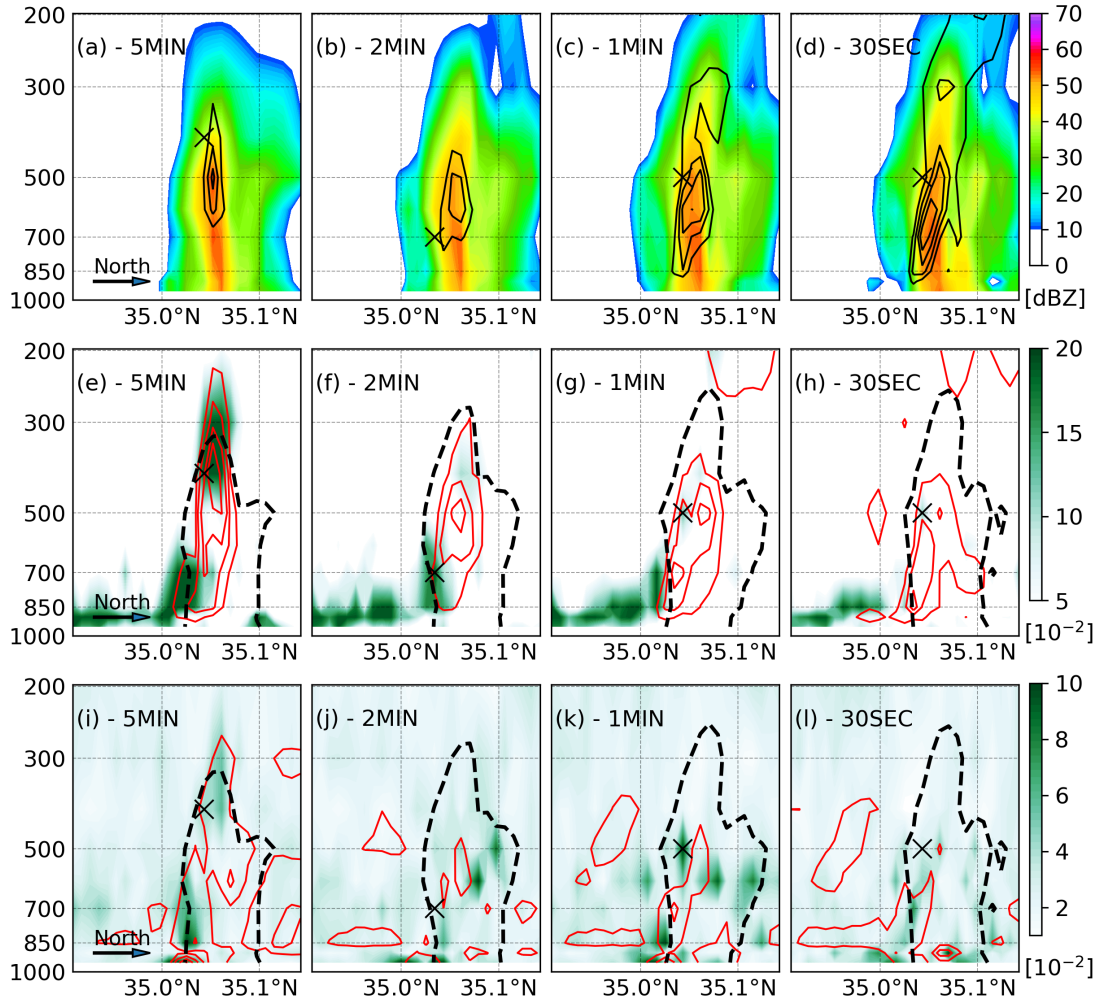 200
300
500
700
850
1000
(a) - 5MIN
(b) - 2MIN
(c) - 1MIN
(d) - 30SEC
North
35.0°N 35.1°N
35.0°N 35.1°N
35.0°N 35.1°N
35.0°N 35.1°N
70
60
50
40
30
20
10
0
[dBZ]
200
300
500
700
850
1000
(e) - 5MIN
(f) - 2MIN
(g) - 1MIN
(h) - 30SEC
North
35.0°N 35.1°N
35.0°N 35.1°N
35.0°N 35.1°N
35.0°N 35.1°N
20
15
10
5
[10⁻²]
200
300
500
700
850
1000
(i) - 5MIN
(j) - 2MIN
(k) - 1MIN
(l) - 30SEC
North
35.0°N 35.1°N
35.0°N 35.1°N
35.0°N 35.1°N
35.0°N 35.1°N
10
8
6
4
2
[10⁻²]